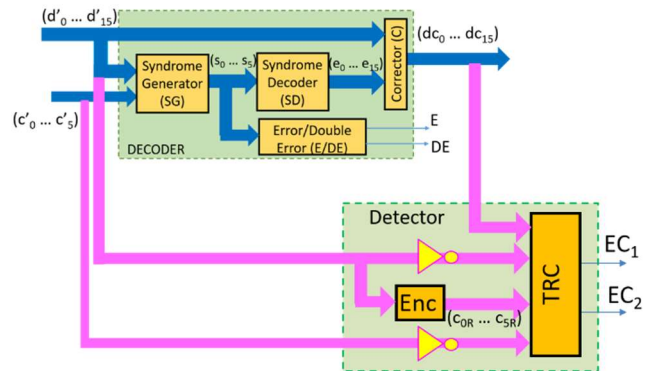 (d'0 ... d'15)
(dc0 ... dc15)
Syndrome
Generator
(SG)
(s0 ... s5)
Syndrome
Decoder
(SD)
(e0 ... e15)
Corrector (C)
(c'0 ... c'5)
Error/Double
Error (E/DE)
E
DE
DECODER
Detector
TRC
EC1
EC2
Enc
(c0R ... c5R)